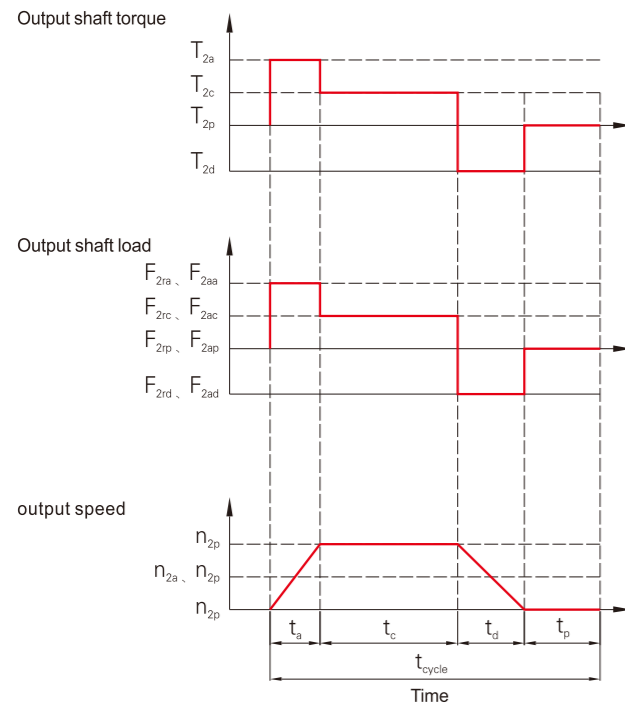 Output shaft torque
T2a
T2c
T2p
T2d
Output shaft load
F2ra、F2aa
F2rc、F2ac
F2rp、F2ap
F2rd、F2ad
output speed
n2p
n2a、n2p
n2p
ta tc td tp
tcycle
Time